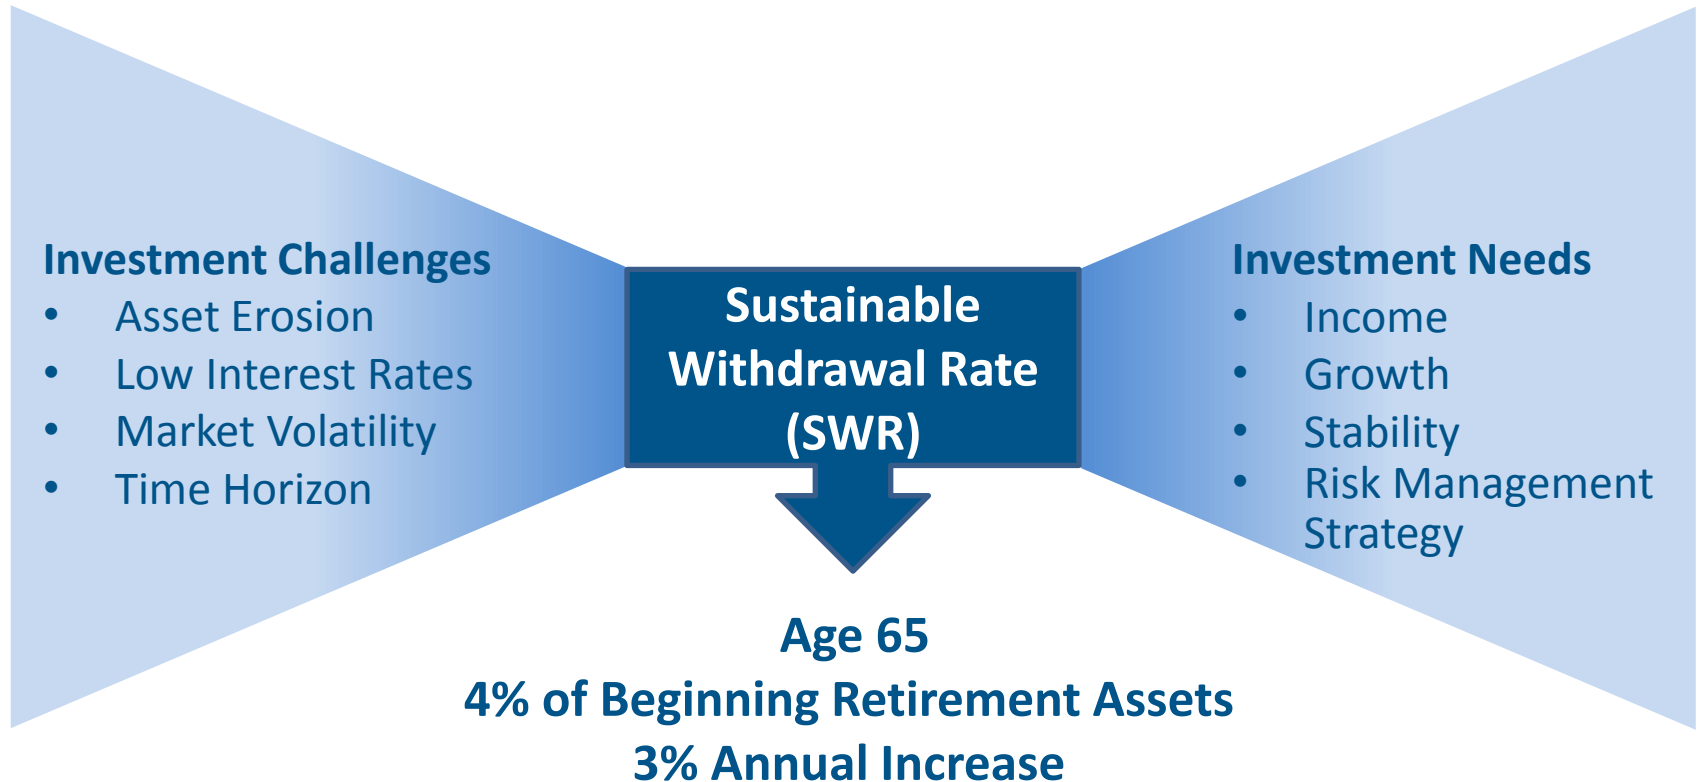 Investment Challenges
• Asset Erosion
• Low Interest Rates
• Market Volatility
• Time Horizon
Sustainable
Withdrawal Rate
(SWR)
Investment Needs
• Income
• Growth
• Stability
• Risk Management
Strategy
Age 65
4% of Beginning Retirement Assets
3% Annual Increase